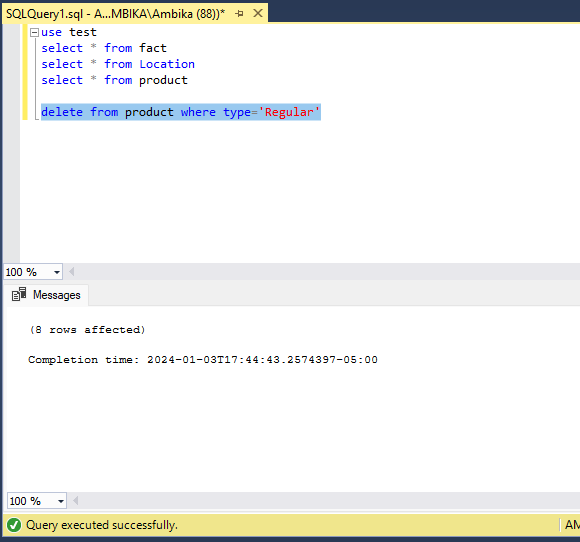 SQLQuery1.sql - A...MBIKA\Ambika (88))*
use test
select * from fact
select * from Location
select * from product
delete from product where type='Regular'
100 %
Messages
(8 rows affected)
Completion time: 2024-01-03T17:44:43.2574397-05:00
100 %
Query executed successfully.
AM